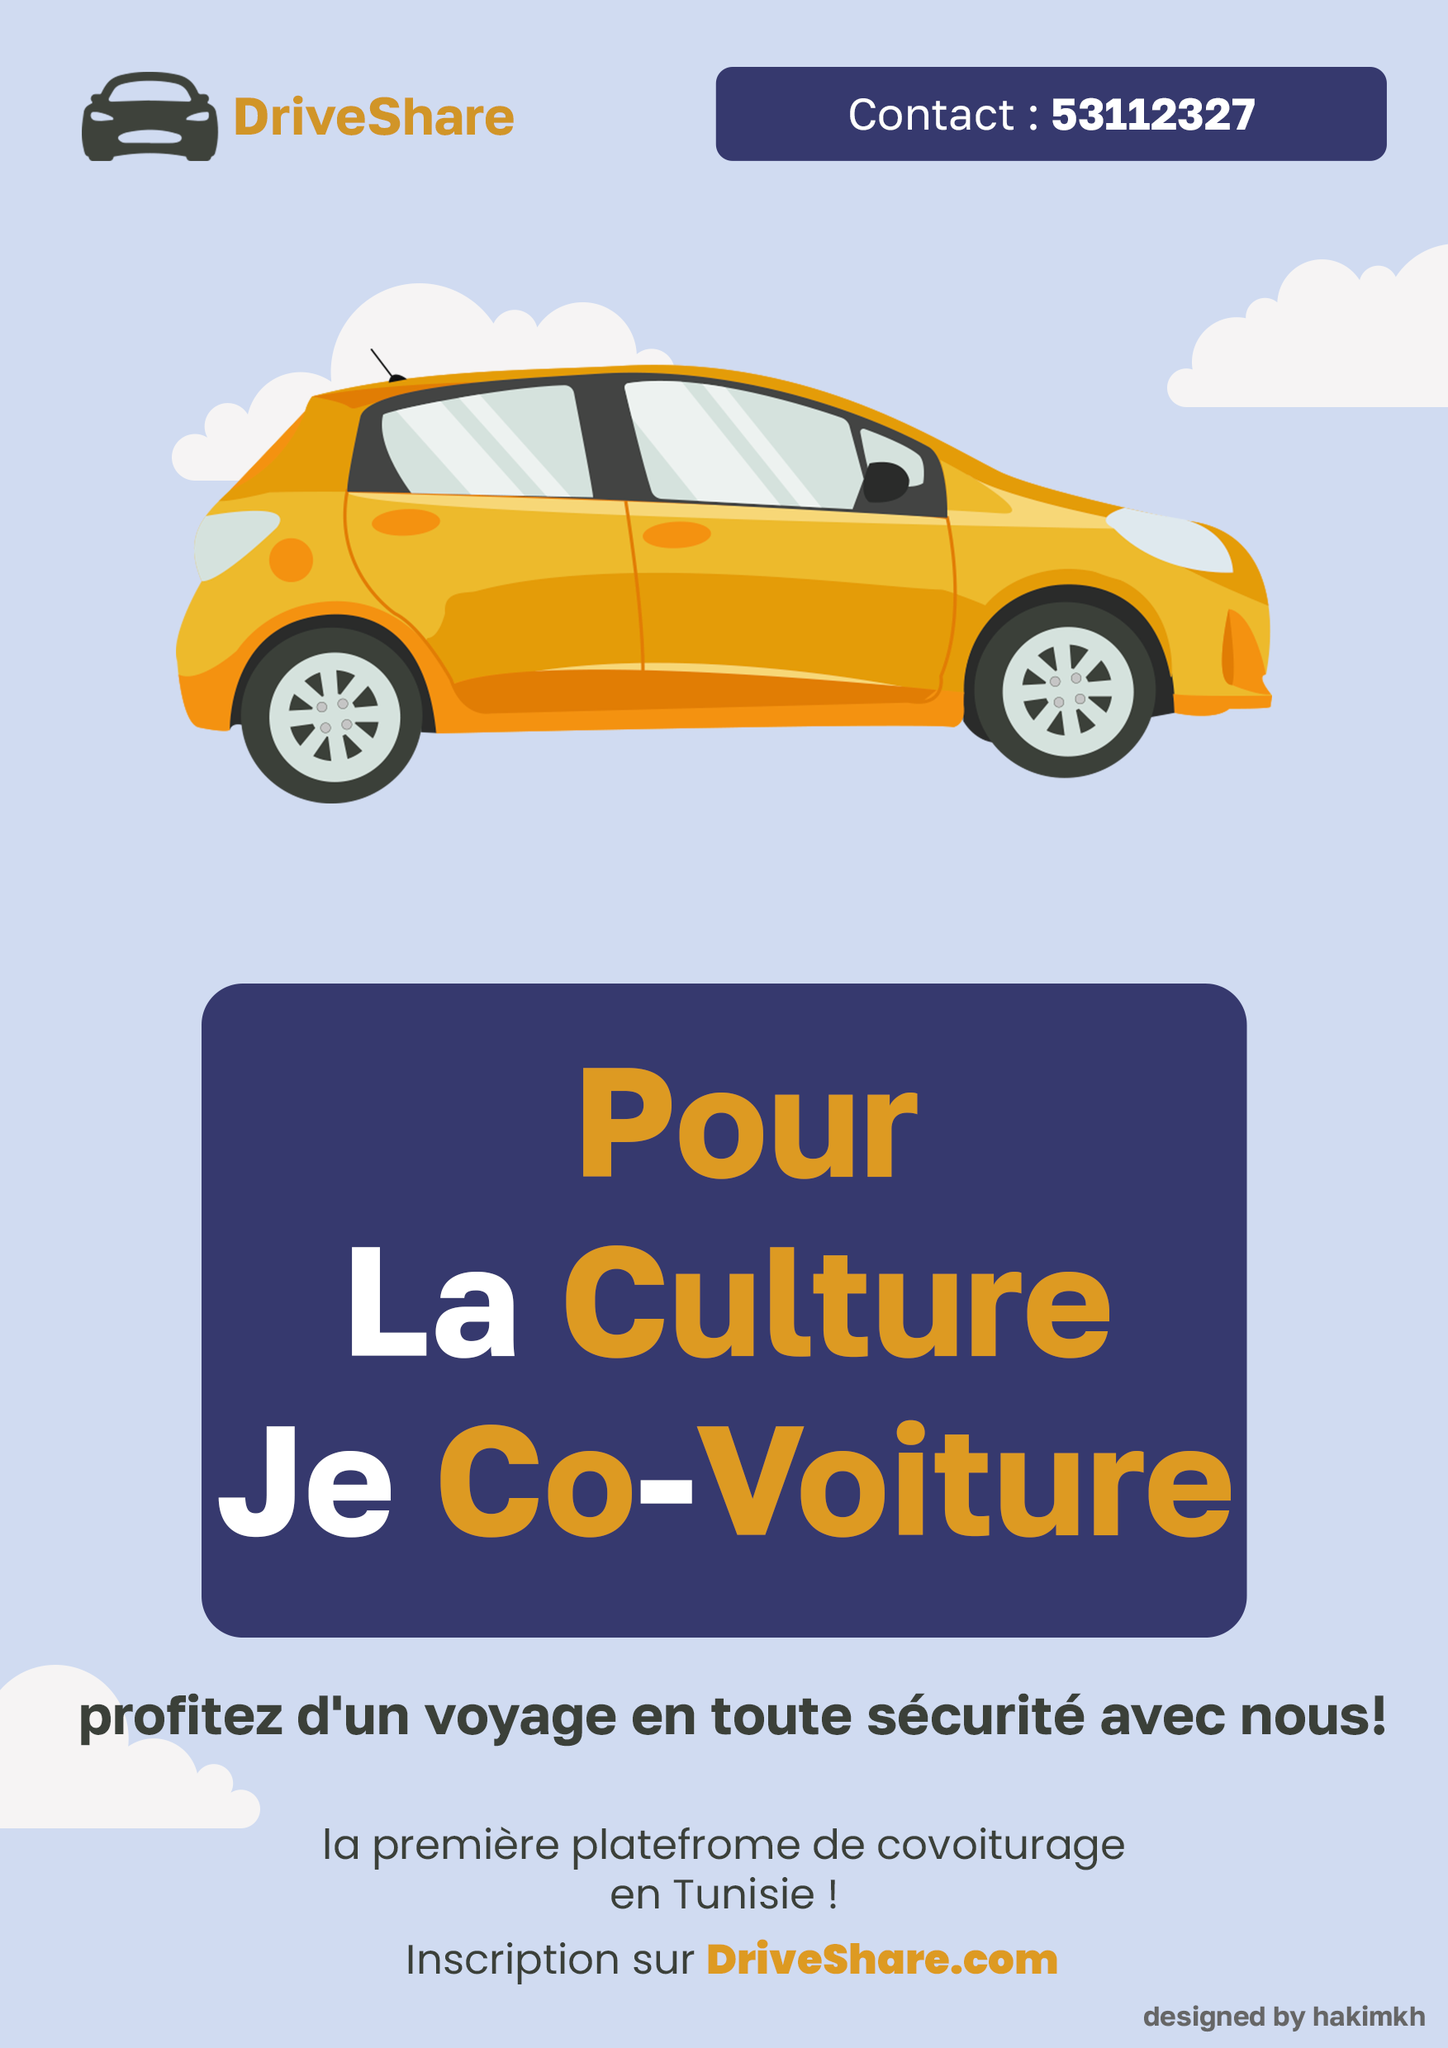 DriveShare
Contact : 53112327
Pour
La Culture
Je Co-Voiture
profitez d'un voyage en toute sécurité avec nous!
la première platefrome de covoiturage
en Tunisie !
Inscription sur DriveShare.com
designed by hakimkh